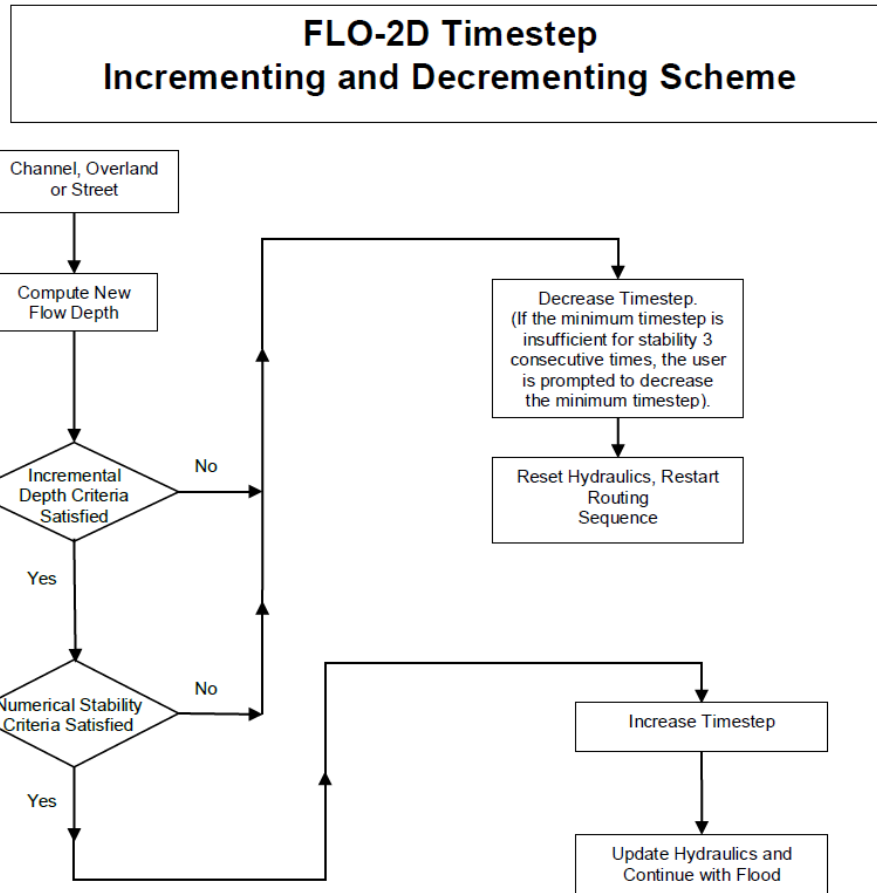 FLO-2D Timestep
Incrementing and Decrementing Scheme
Channel, Overland
or Street
Compute New
Flow Depth
Decrease Timestep.
(If the minimum timestep is
insufficient for stability 3
consecutive times, the user
is prompted to decrease
the minimum timestep).
Incremental
Depth Criteria
Satisfied
No
Reset Hydraulics, Restart
Routing
Sequence
Yes
Numerical Stability
Criteria Satisfied
No
Increase Timestep
Yes
Update Hydraulics and
Continue with Flood